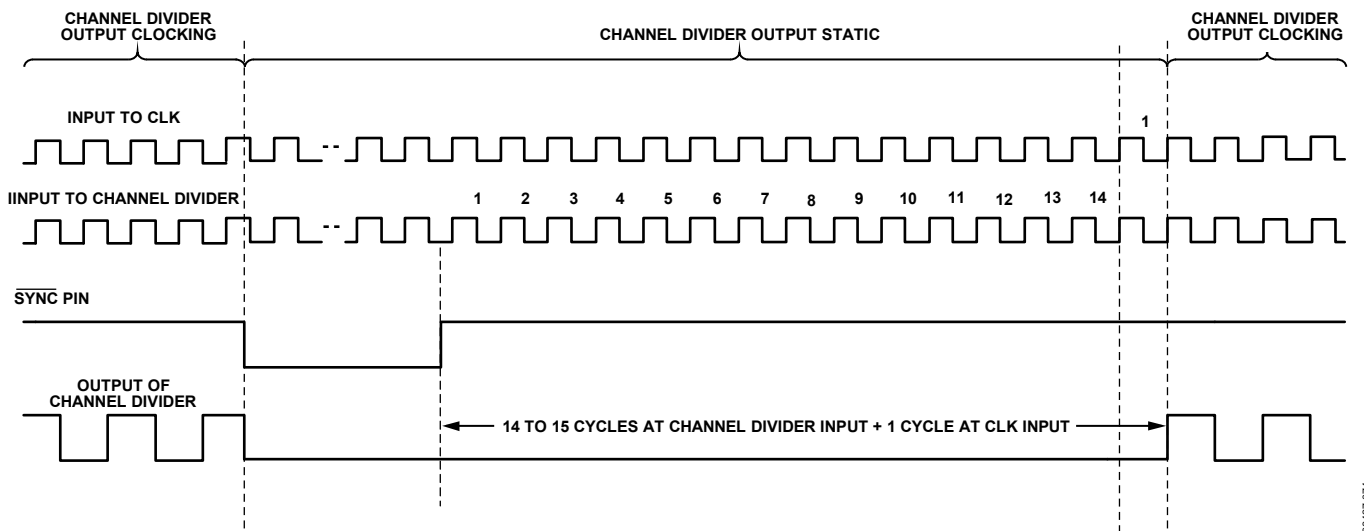 CHANNEL DIVIDER
OUTPUT CLOCKING
CHANNEL DIVIDER OUTPUT STATIC
CHANNEL DIVIDER
OUTPUT CLOCKING
INPUT TO CLK
1
IINPUT TO CHANNEL DIVIDER
1 2 3 4 5 6 7 8 9 10 11 12 13 14
SYNC PIN
OUTPUT OF
CHANNEL DIVIDER
14 TO 15 CYCLES AT CHANNEL DIVIDER INPUT + 1 CYCLE AT CLK INPUT